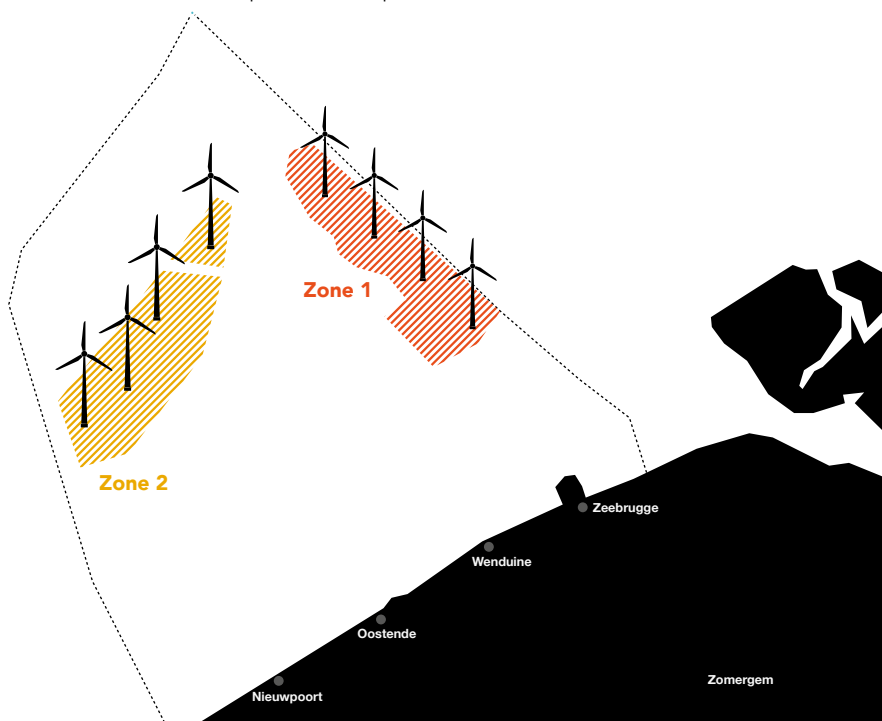 Zone 1
Zone 2
Zeebrugge
Wenduine
Oostende
Zomergem
Nieuwpoort